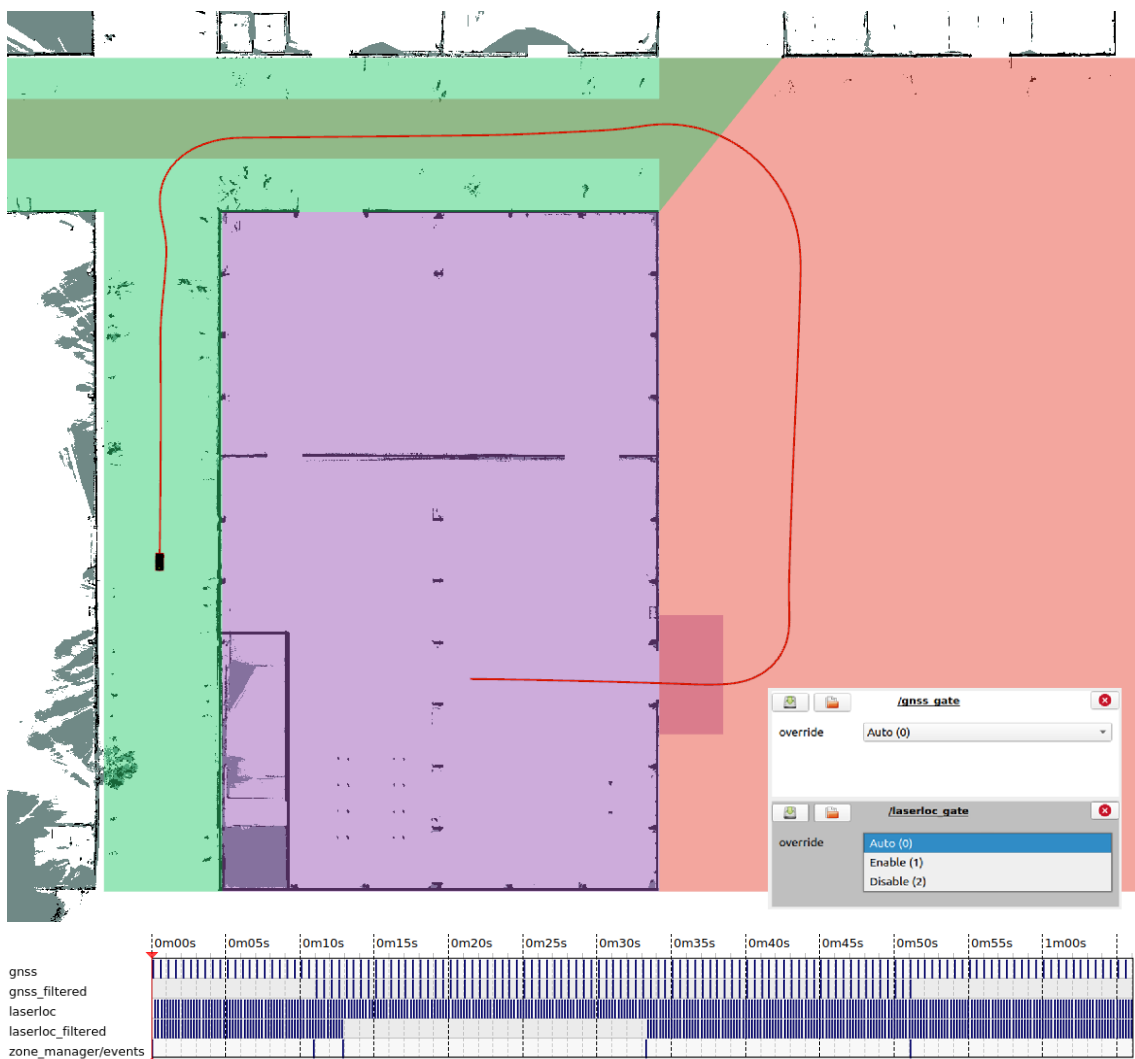 /gnss_gate
override Auto (0)
/laserloc_gate
override Auto (0)
Enable (1)
Disable (2)
0m00s 0m05s 0m10s 0m15s 0m20s 0m25s 0m30s 0m35s 0m40s 0m45s 0m50s 0m55s 1m00s
gnss
gnss_filtered
laserloc
laserloc_filtered
zone_manager/events